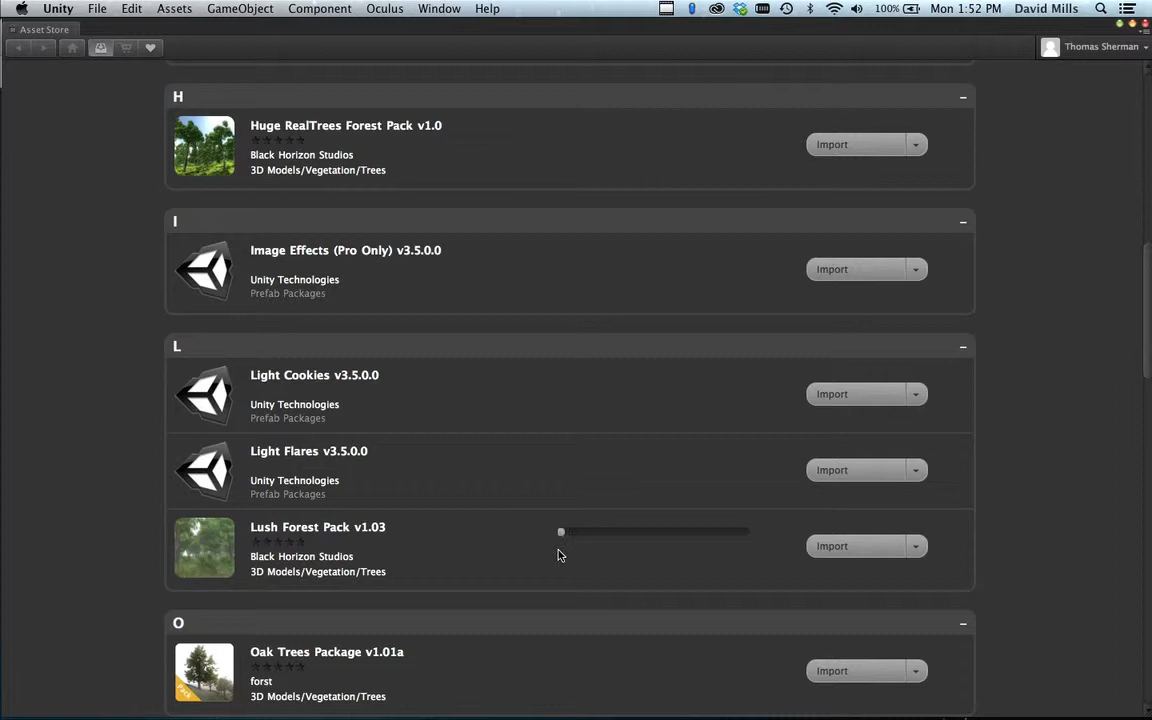 Unity File Edit Assets GameObject Component Oculus Window Help 100% Mon 1:52 PM David Mills
Asset Store
Thomas Sherman
H
Huge RealTrees Forest Pack v1.0
Black Horizon Studios
3D Models/Vegetation/Trees
Import
I
Image Effects (Pro Only) v3.5.0.0
Unity Technologies
Prefab Packages
Import
L
Light Cookies v3.5.0.0
Unity Technologies
Prefab Packages
Import
Light Flares v3.5.0.0
Unity Technologies
Prefab Packages
Import
Lush Forest Pack v1.03
Black Horizon Studios
3D Models/Vegetation/Trees
Import
O
Oak Trees Package v1.01a
forst
3D Models/Vegetation/Trees
Import